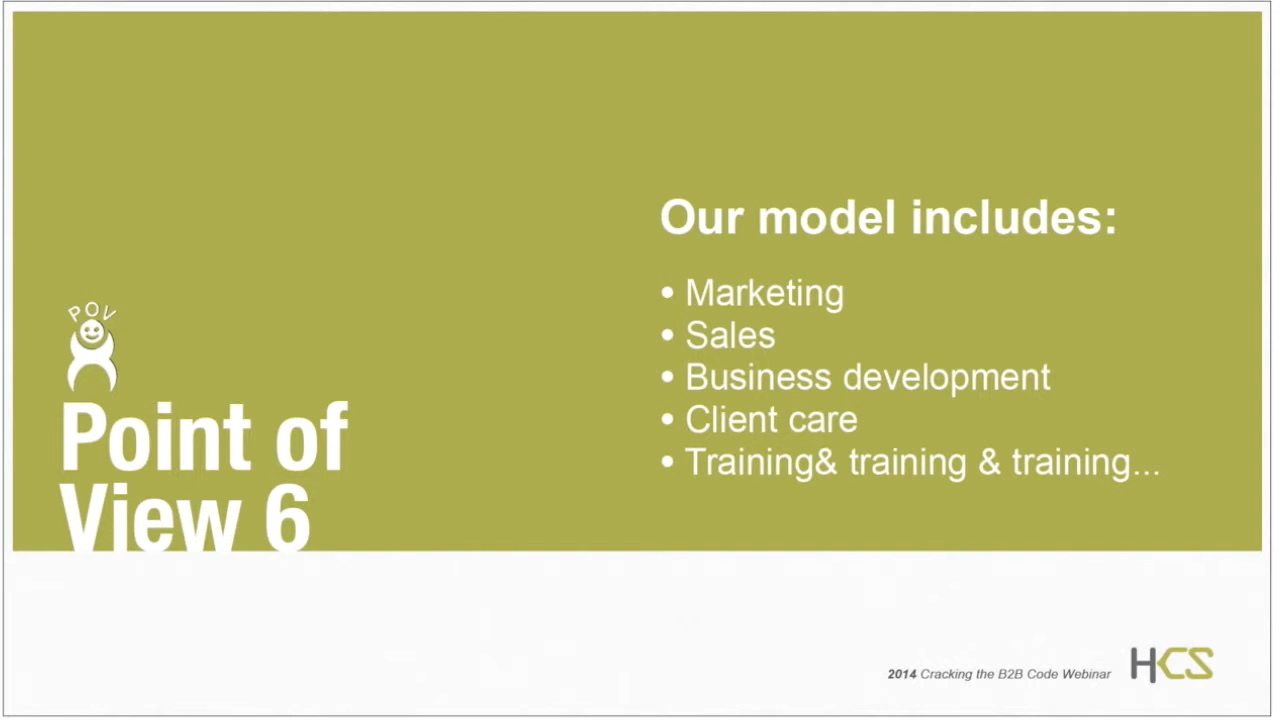 POV
Point of
View 6
Our model includes:
• Marketing
• Sales
• Business development
• Client care
• Training& training & training...
2014 Cracking the B2B Code Webinar
HCS